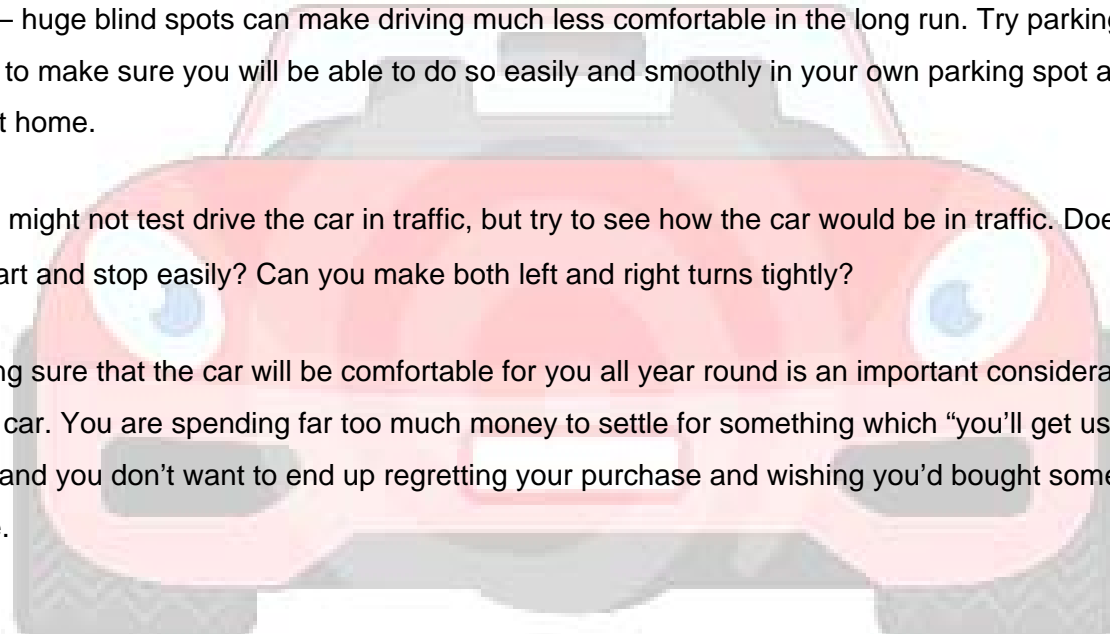 – huge blind spots can make driving much less comfortable in the long run. Try parking
to make sure you will be able to do so easily and smoothly in your own parking spot a
t home.
might not test drive the car in traffic, but try to see how the car would be in traffic. Doe
art and stop easily? Can you make both left and right turns tightly?
ng sure that the car will be comfortable for you all year round is an important considera
car. You are spending far too much money to settle for something which “you’ll get us
and you don’t want to end up regretting your purchase and wishing you’d bought some